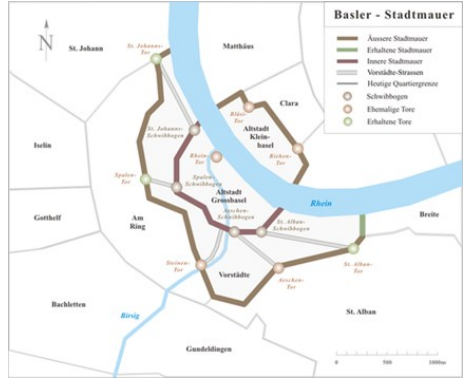 Basler - Stadtmauer
Äussere Stadtmauer
Erhaltene Stadtmauer
Innere Stadtmauer
Vorstädte-Strassen
Heutige Quartiergrenze
Schwibbogen
Ehemalige Tore
Erhaltene Tore
N
St. Johann
St. Johanns-
Tor
Matthäus
Clara
Bläsi-
Tor
Altstadt
Klein-
basel
St. Johanns-
Schwibbogen
Iselin
Rhein-
Tor
Riehen-
Tor
Spalen-
Tor
Spalen-
Schwibbogen
Altstadt
Grossbasel
Rhein
Gotthelf
Am
Ring
Aeschen-
Schwibbogen
St. Alban-
Schwibbogen
Breite
Steinen-
Tor
Vorstädte
Aeschen-
Tor
St. Alban-
Tor
Bachletten
Birsig
St. Alban
Gundeldingen
0
500
1000m